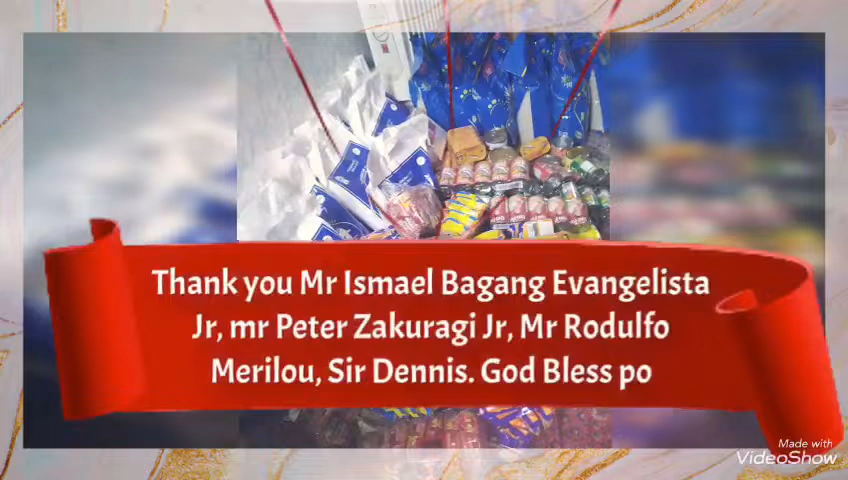 Thank you Mr Ismael Bagang Evangelista
Jr, mr Peter Zakuragi Jr, Mr Rodulfo
Merilou, Sir Dennis. God Bless po
Made with
VideoShow